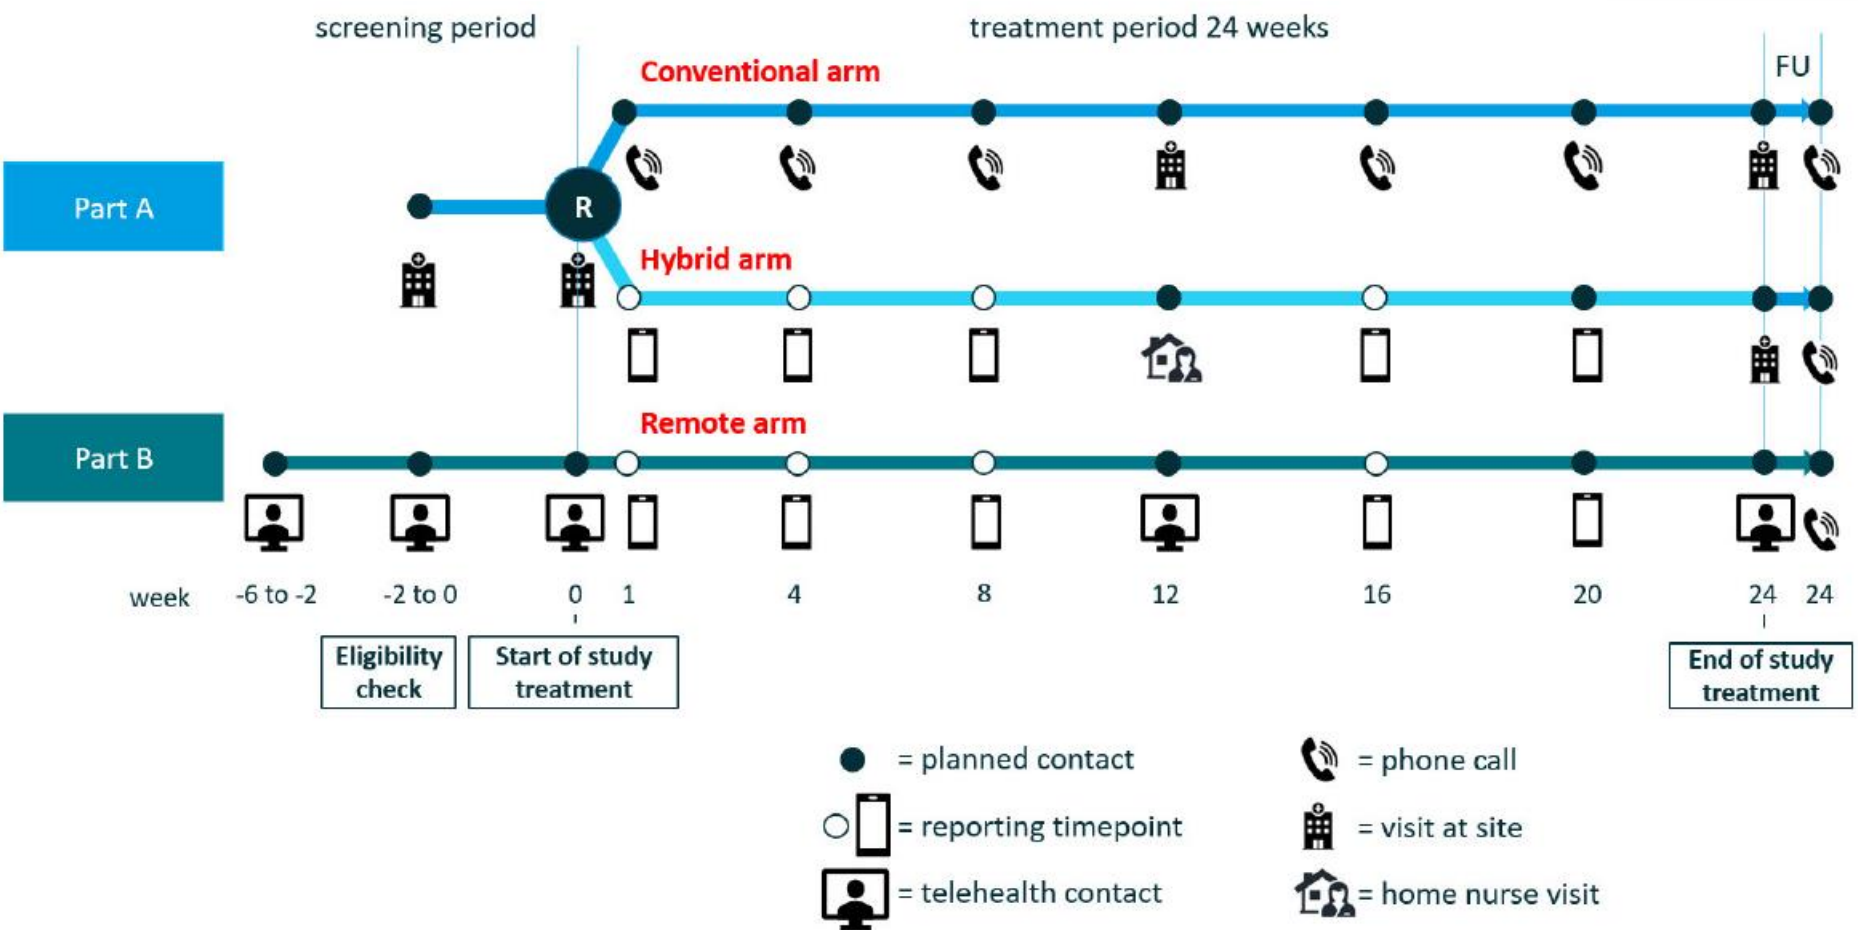 screening period
treatment period 24 weeks
FU
Conventional arm
Part A
R
Hybrid arm
Remote arm
Part B
week
-6 to -2
-2 to 0
0
1
4
8
12
16
20
24
24
Eligibility
check
Start of study
treatment
End of study
treatment
= planned contact
= phone call
= reporting timepoint
= visit at site
= telehealth contact
= home nurse visit